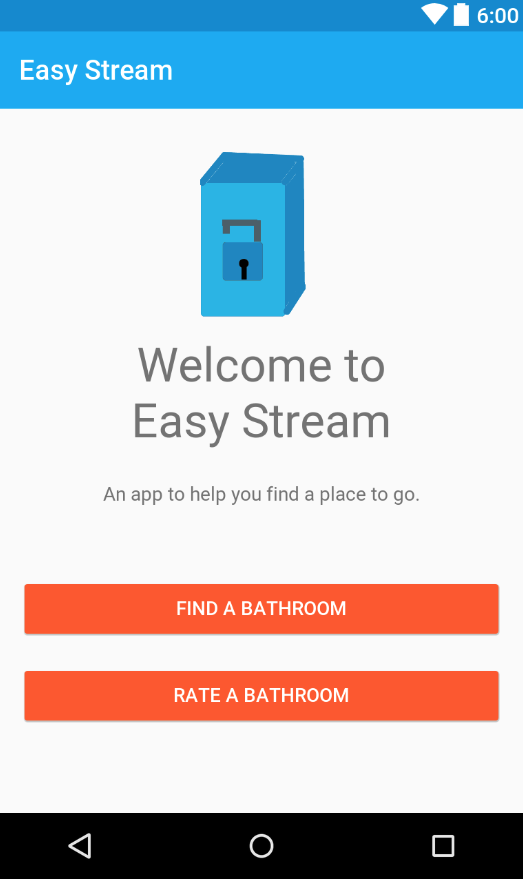 6:00
Easy Stream
Welcome to
Easy Stream
An app to help you find a place to go.
FIND A BATHROOM
RATE A BATHROOM